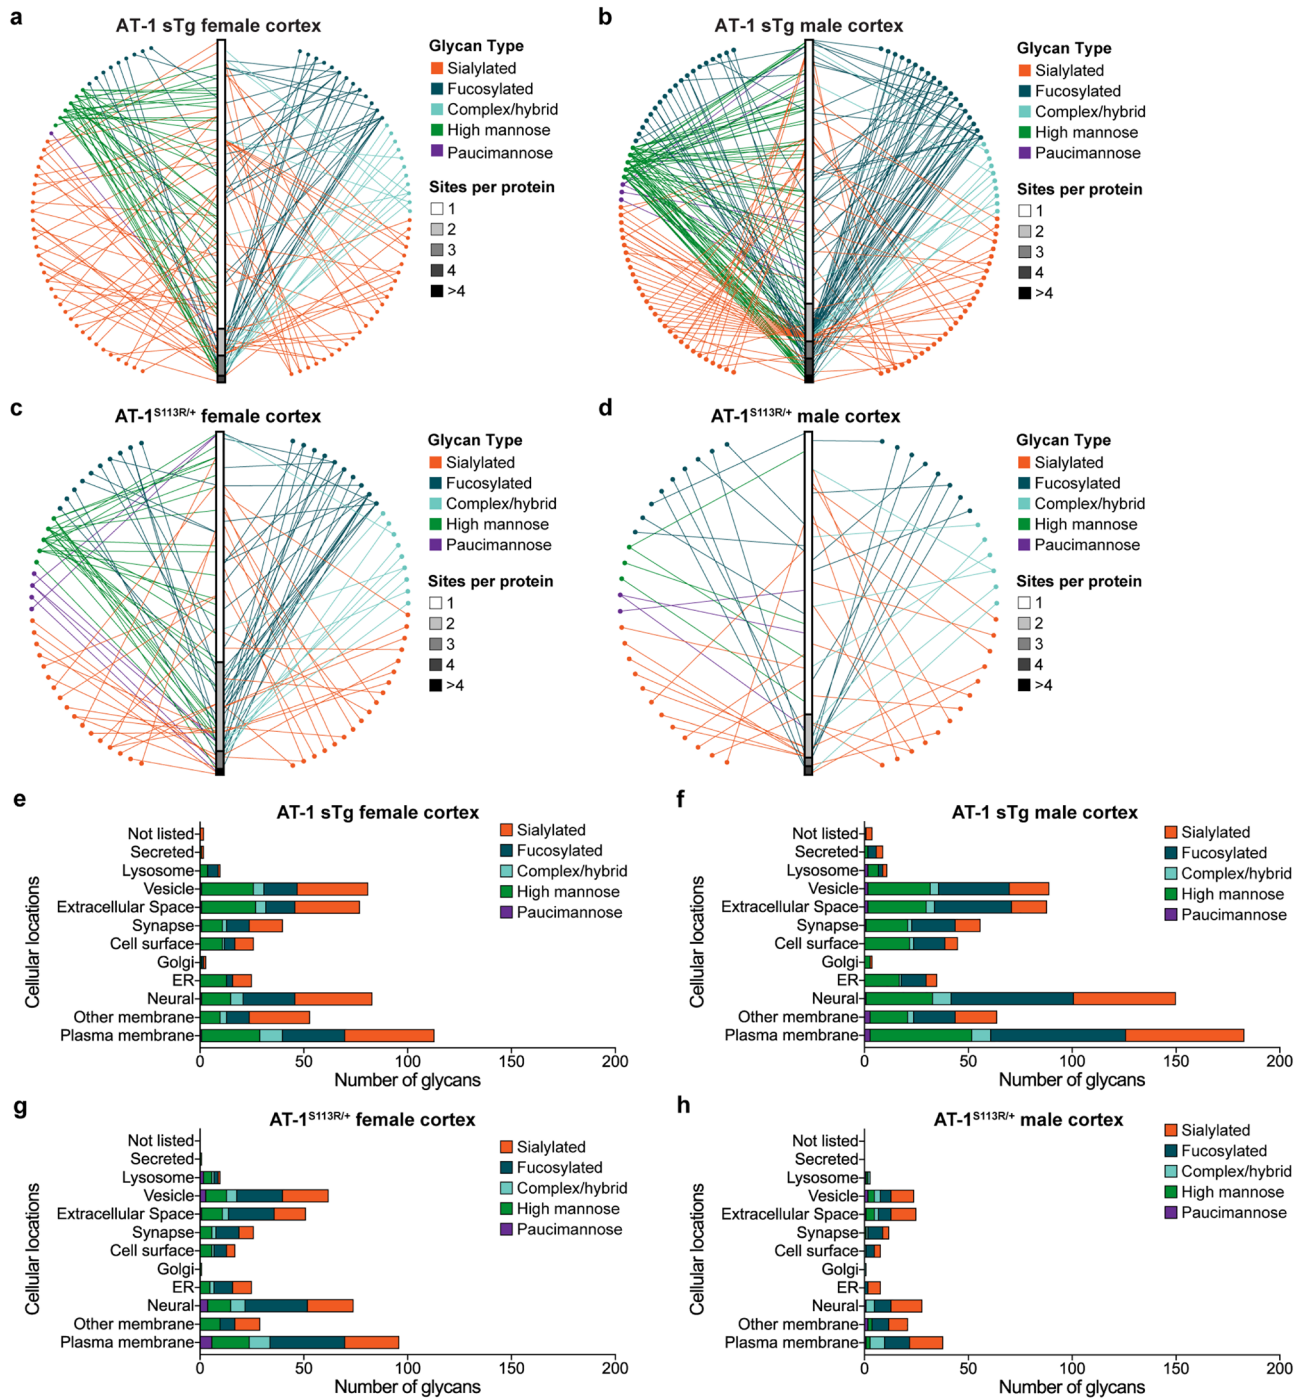 a
AT-1 sTg female cortex
Glycan Type
Sialylated
Fucosylated
Complex/hybrid
High mannose
Paucimannose
Sites per protein
1
2
3
4
>4
b
AT-1 sTg male cortex
Glycan Type
Sialylated
Fucosylated
Complex/hybrid
High mannose
Paucimannose
Sites per protein
1
2
3
4
>4
c
AT-1S113R/+ female cortex
Glycan Type
Sialylated
Fucosylated
Complex/hybrid
High mannose
Paucimannose
Sites per protein
1
2
3
4
>4
d
AT-1S113R/+ male cortex
Glycan Type
Sialylated
Fucosylated
Complex/hybrid
High mannose
Paucimannose
Sites per protein
1
2
3
4
>4
e
AT-1 sTg female cortex
Cellular locations
Not listed
Secreted
Lysosome
Vesicle
Extracellular Space
Synapse
Cell surface
Golgi
ER
Neural
Other membrane
Plasma membrane
0 50 100 150 200
Number of glycans
Sialylated
Fucosylated
Complex/hybrid
High mannose
Paucimannose
f
AT-1 sTg male cortex
Cellular locations
Not listed
Secreted
Lysosome
Vesicle
Extracellular Space
Synapse
Cell surface
Golgi
ER
Neural
Other membrane
Plasma membrane
0 50 100 150 200
Number of glycans
Sialylated
Fucosylated
Complex/hybrid
High mannose
Paucimannose
g
AT-1S113R/+ female cortex
Cellular locations
Not listed
Secreted
Lysosome
Vesicle
Extracellular Space
Synapse
Cell surface
Golgi
ER
Neural
Other membrane
Plasma membrane
0 50 100 150 200
Number of glycans
Sialylated
Fucosylated
Complex/hybrid
High mannose
Paucimannose
h
AT-1S113R/+ male cortex
Cellular locations
Not listed
Secreted
Lysosome
Vesicle
Extracellular Space
Synapse
Cell surface
Golgi
ER
Neural
Other membrane
Plasma membrane
0 50 100 150 200
Number of glycans
Sialylated
Fucosylated
Complex/hybrid
High mannose
Paucimannose